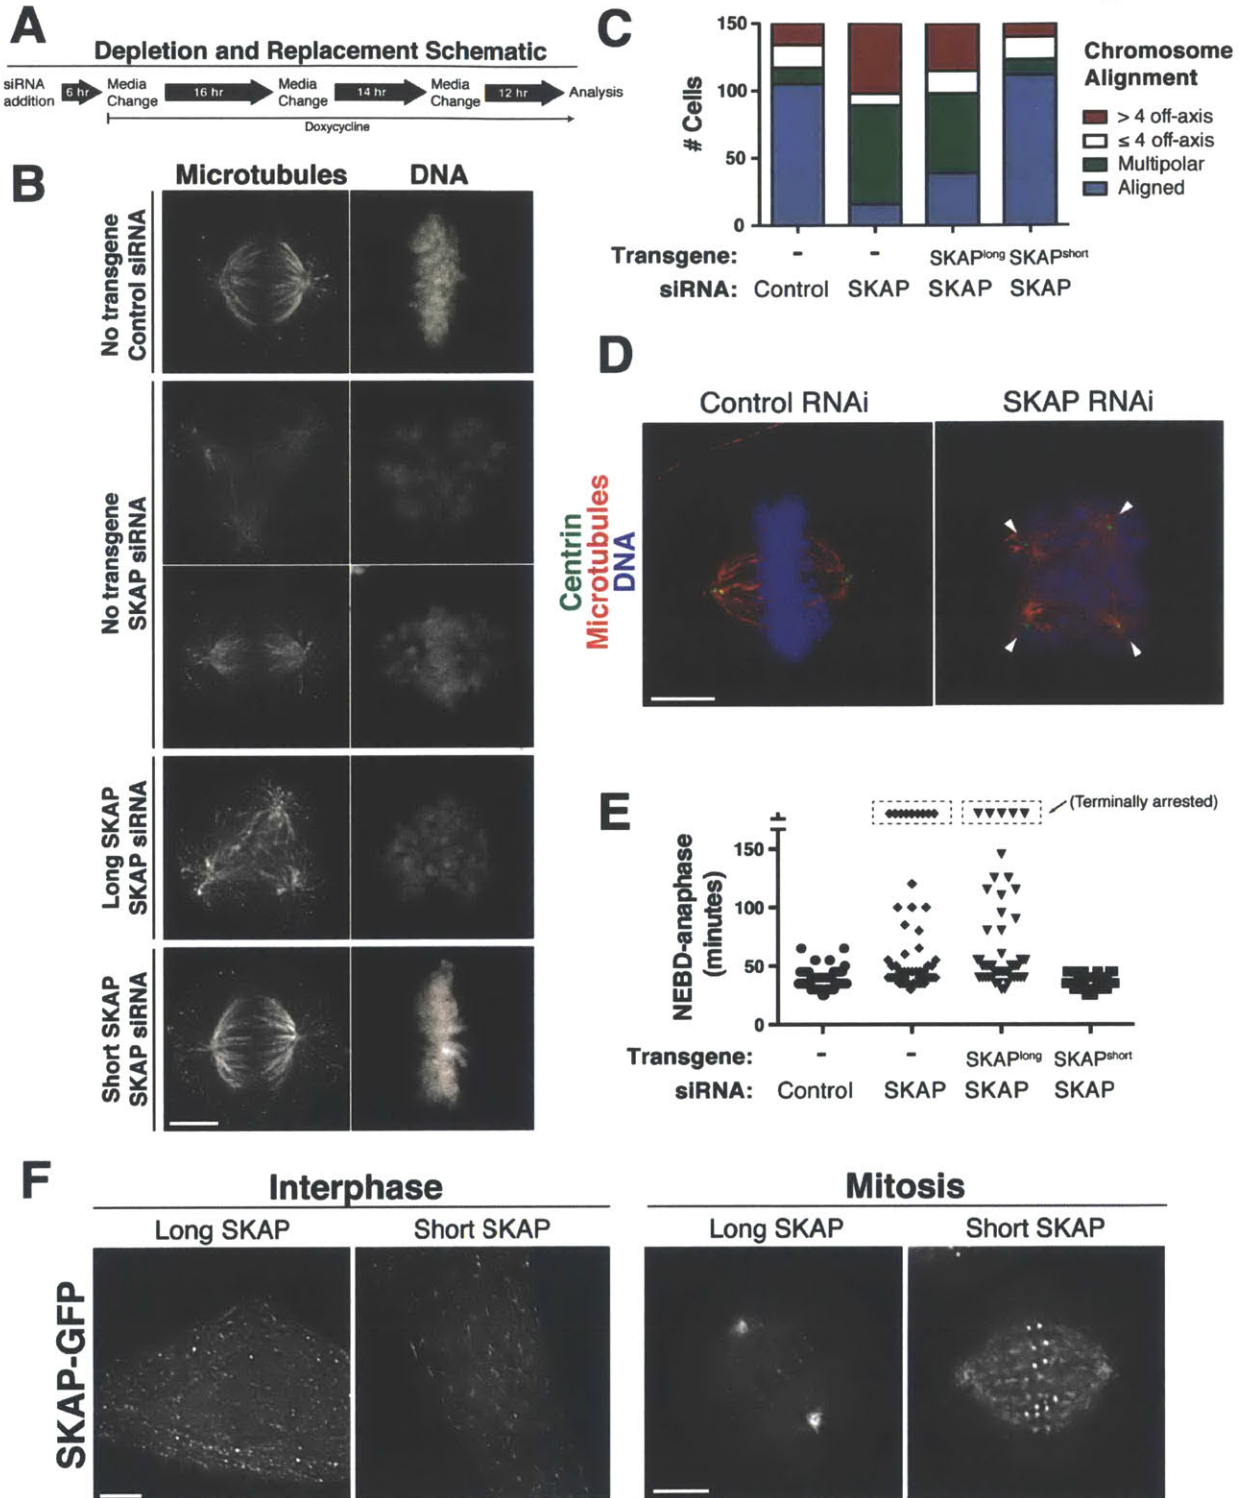 A
Depletion and Replacement Schematic
siRNA addition
6 hr
Media Change
16 hr
Media Change
14 hr
Media Change
12 hr
Analysis
Doxycycline
B
Microtubules DNA
No transgene
Control siRNA
No transgene
SKAP siRNA
Long SKAP
SKAP siRNA
Short SKAP
SKAP siRNA
C
# Cells
150
100
50
0
Chromosome
Alignment
> 4 off-axis
≤ 4 off-axis
Multipolar
Aligned
Transgene: - - SKAPlong SKAPshort
siRNA: Control SKAP SKAP SKAP
D
Control RNAi SKAP RNAi
Centrin
Microtubules
DNA
E
NEBD-anaphase
(minutes)
150
100
50
0
(Terminally arrested)
Transgene: - - SKAPlong SKAPshort
siRNA: Control SKAP SKAP SKAP
F
Interphase Mitosis
Long SKAP Short SKAP Long SKAP Short SKAP
SKAP-GFP